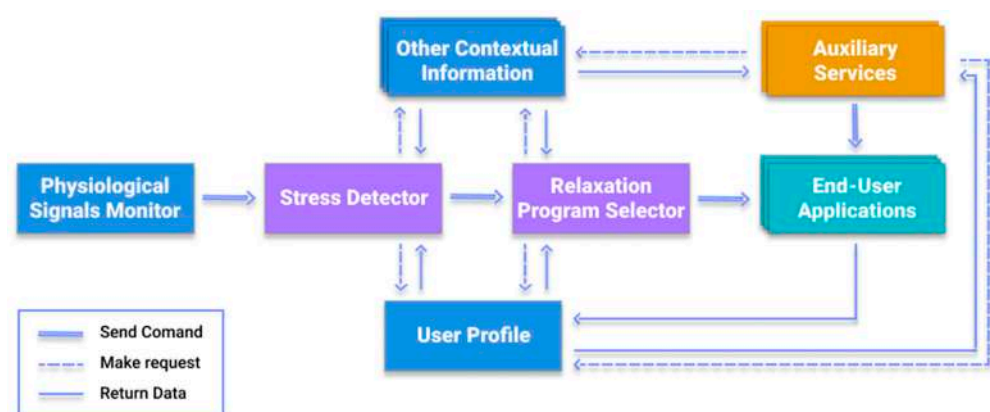 Other Contextual
Information
Auxiliary
Services
Physiological
Signals Monitor
Stress Detector
Relaxation
Program Selector
End-User
Applications
User Profile
Send Comand
Make request
Return Data